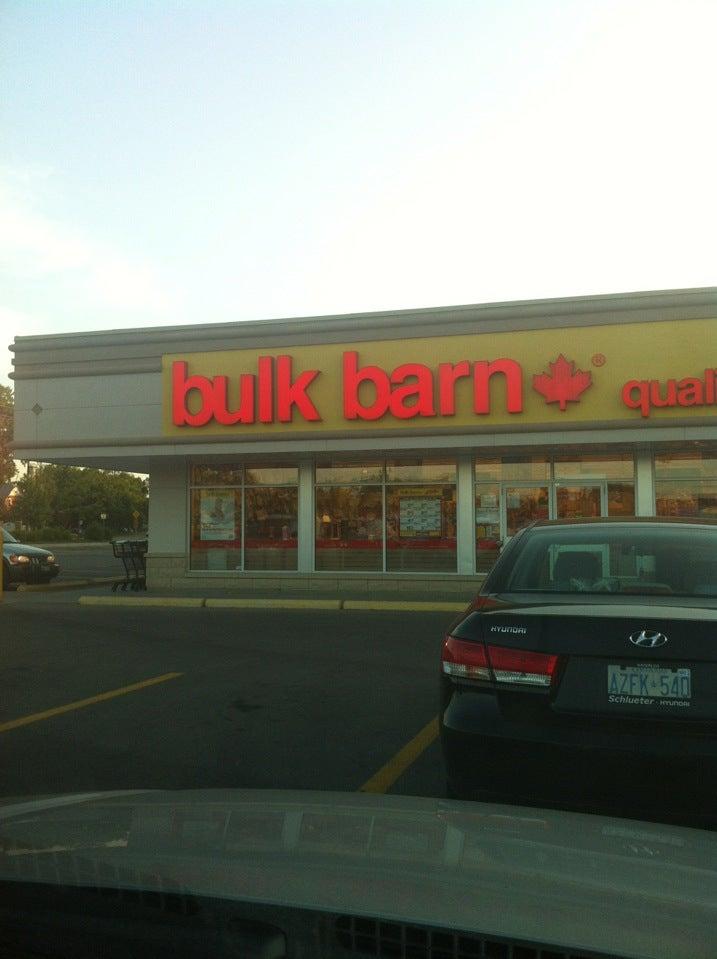 bulk barn ®
quali
HYUNDAI
AZFK 540
Schlueter HYUNDAI